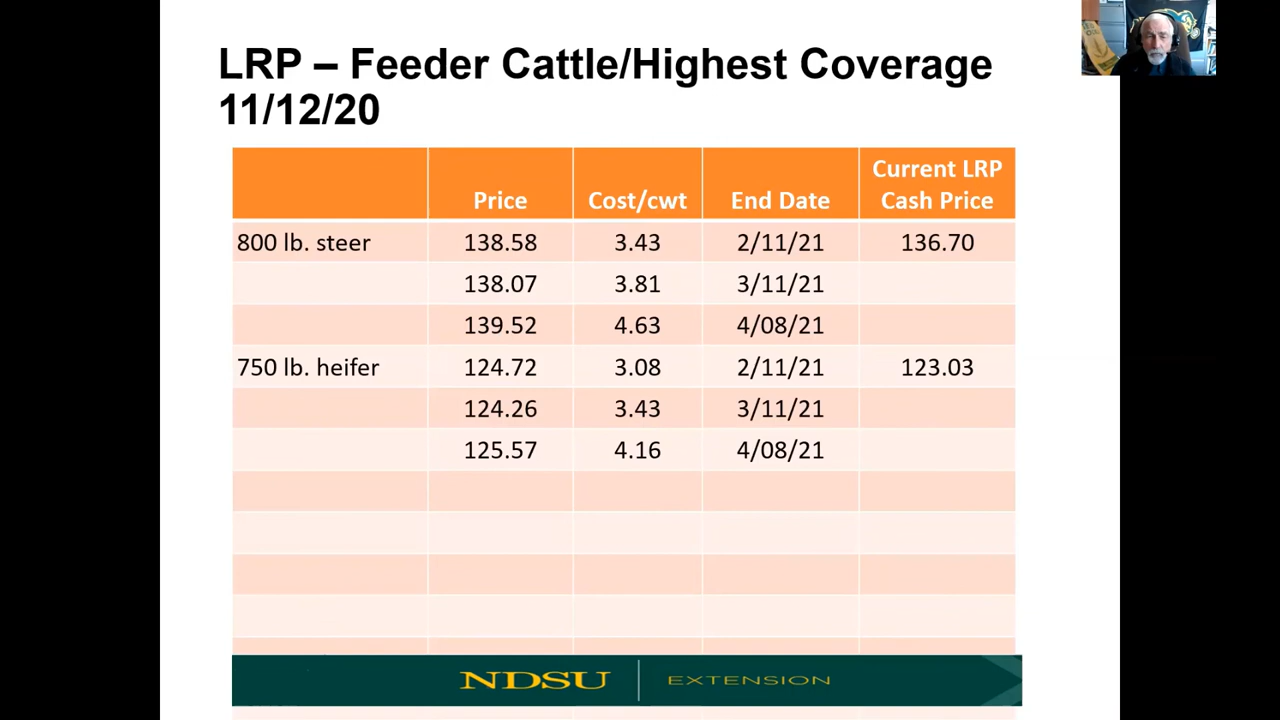 LRP – Feeder Cattle/Highest Coverage
11/12/20
Price Cost/cwt End Date Current LRP Cash Price
800 lb. steer 138.58 3.43 2/11/21 136.70
138.07 3.81 3/11/21
139.52 4.63 4/08/21
750 lb. heifer 124.72 3.08 2/11/21 123.03
124.26 3.43 3/11/21
125.57 4.16 4/08/21
NDSU EXTENSION